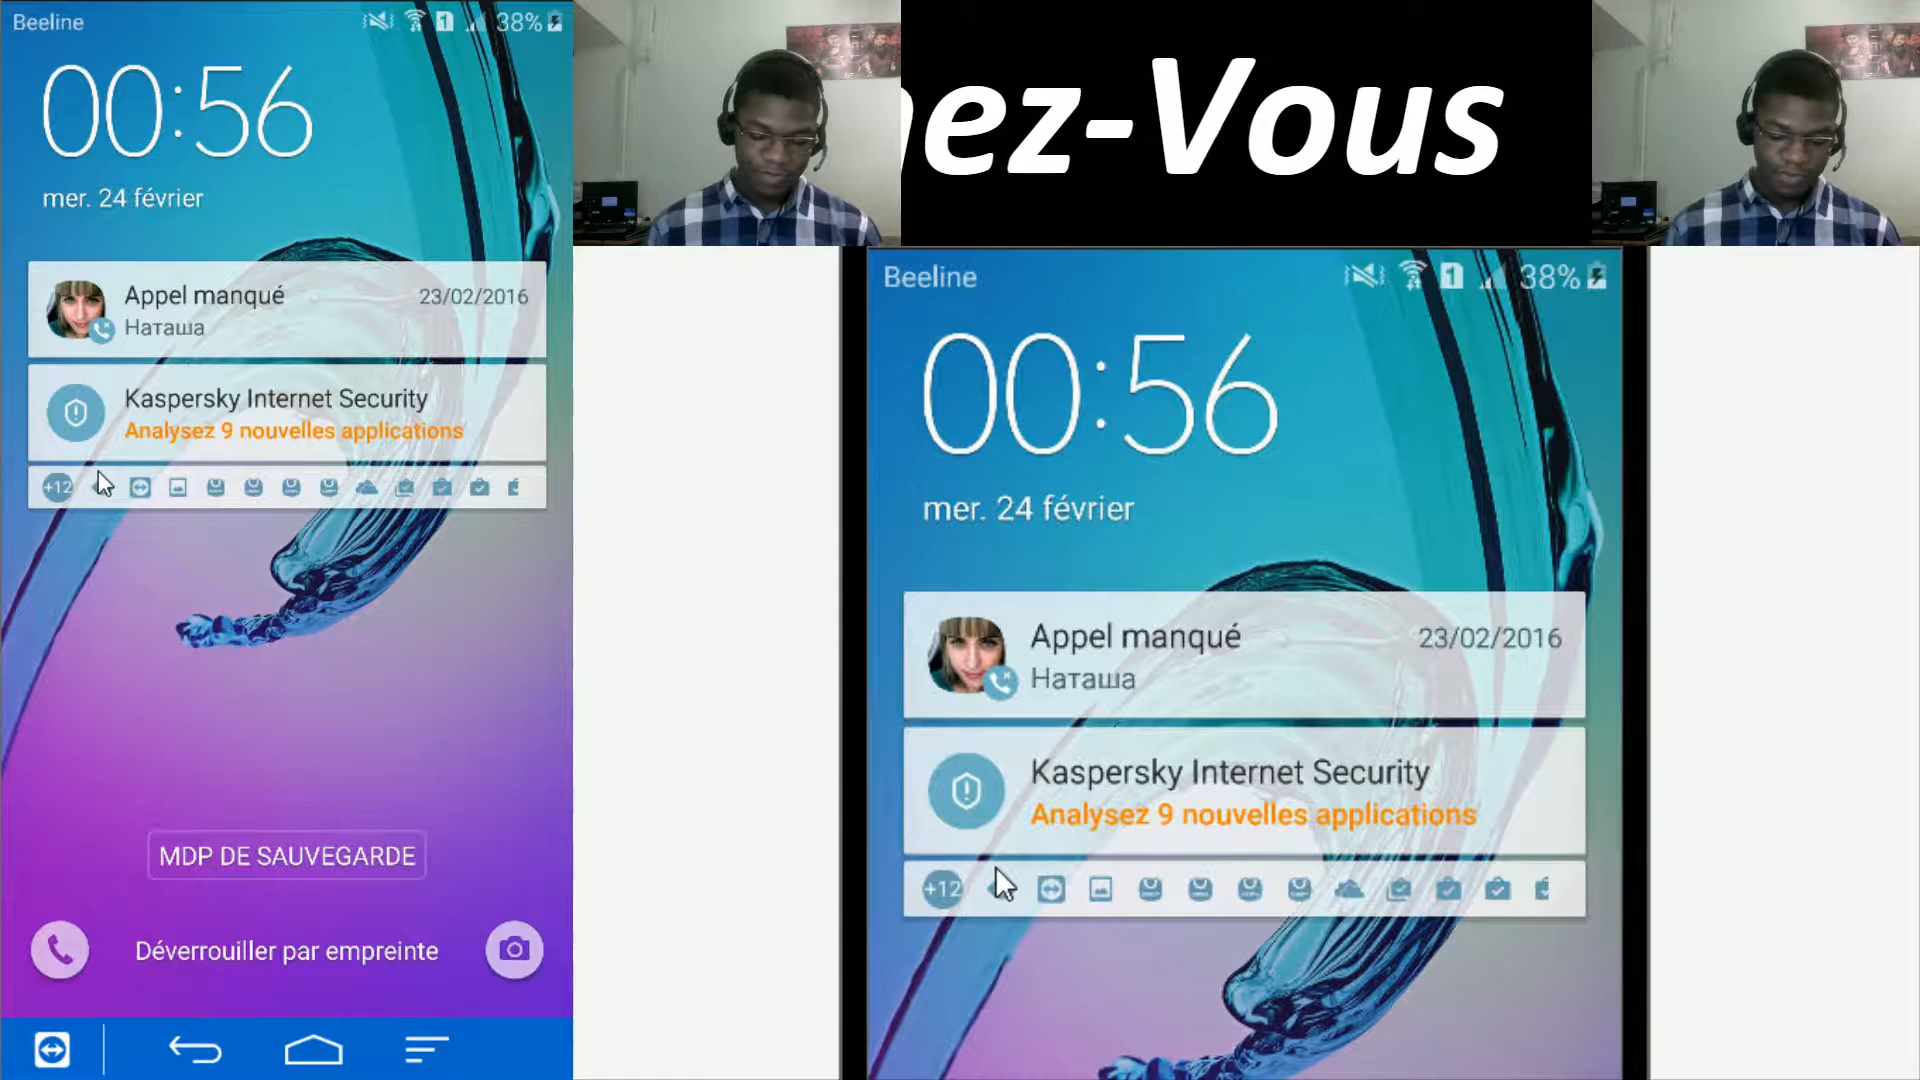 Beeline
1
38%
00:56
mer. 24 février
Appel manqué
23/02/2016
Наташа
Kaspersky Internet Security
Analysez 9 nouvelles applications
+12
MDP DE SAUVEGARDE
Déverrouiller par empreinte
ez-Vous
Beeline
1
38%
00:56
mer. 24 février
Appel manqué
23/02/2016
Наташа
Kaspersky Internet Security
Analysez 9 nouvelles applications
+12